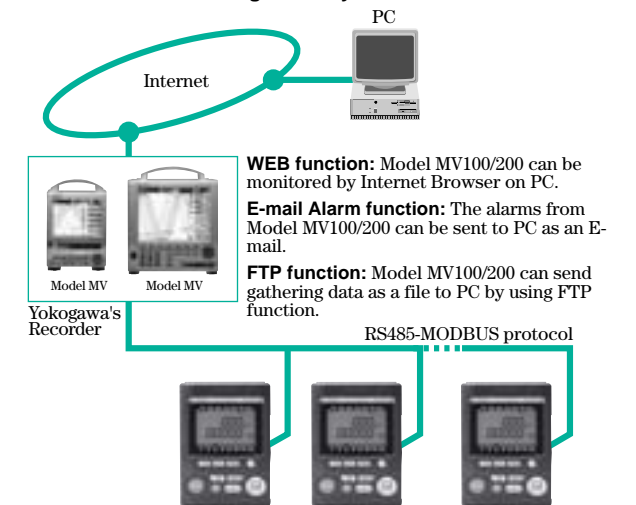 PC
Internet
WEB function: Model MV100/200 can be
monitored by Internet Browser on PC.
E-mail Alarm function: The alarms from
Model MV100/200 can be sent to PC as an E-
mail.
FTP function: Model MV100/200 can send
gathering data as a file to PC by using FTP
function.
Model MV
Model MV
Yokogawa's
Recorder
RS485-MODBUS protocol